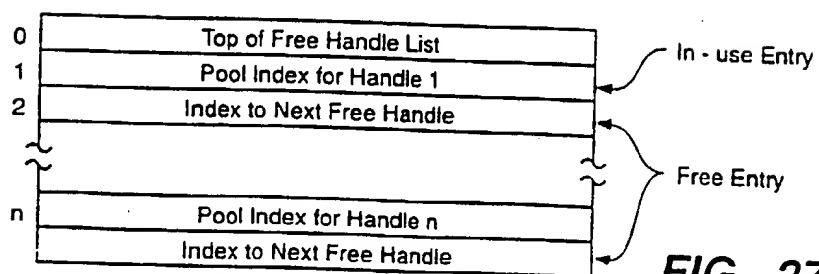 0 Top of Free Handle List
In - use Entry
1 Pool Index for Handle 1
2 Index to Next Free Handle
Free Entry
n Pool Index for Handle n
Index to Next Free Handle
FIG. 27